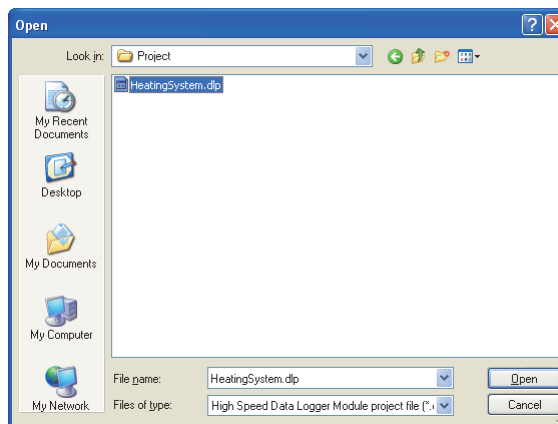 Open
Look in:
Project
HeatingSystem.dlp
My Recent
Documents
Desktop
My Documents
My Computer
My Network
File name:
HeatingSystem.dlp
Open
Files of type:
High Speed Data Logger Module project file (*.
Cancel